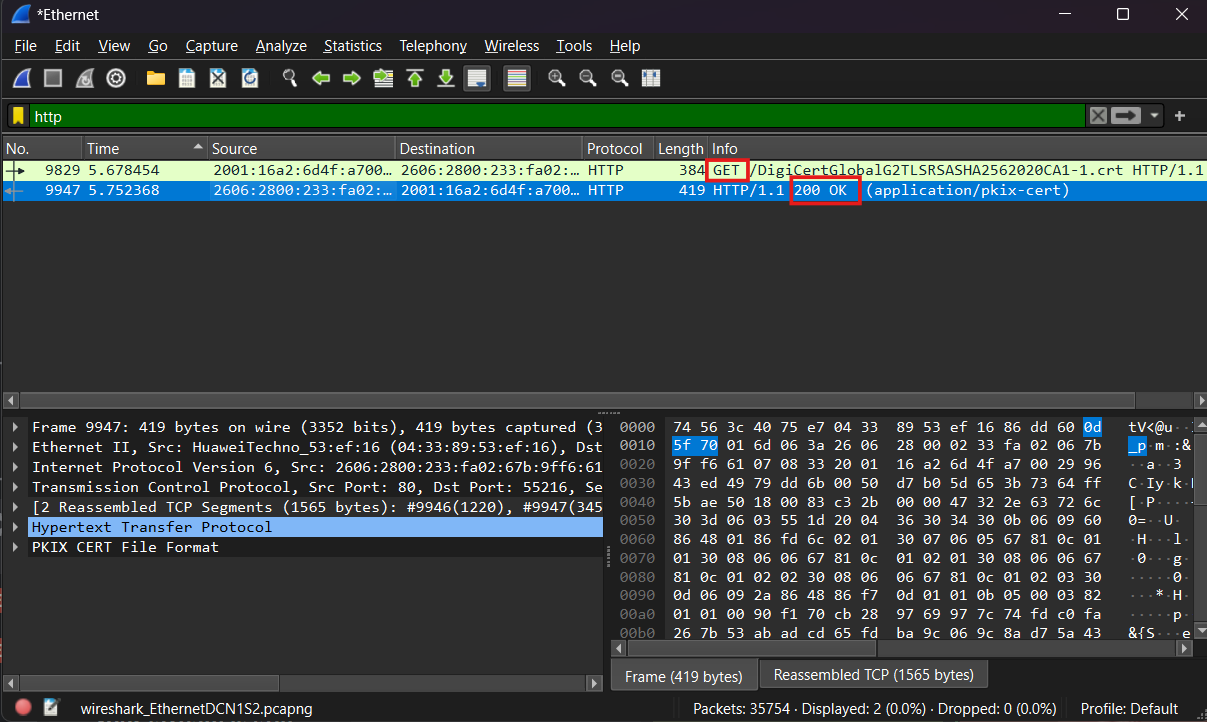 *Ethernet
File Edit View Go Capture Analyze Statistics Telephony Wireless Tools Help
http
No. Time Source Destination Protocol Length Info
9829 5.678454 2001:16a2:6d4f:a700… 2606:2800:233:fa02:… HTTP 384 GET /DigiCertGlobalG2TLSRSASHA2562020CA1-1.crt HTTP/1.1
9947 5.752368 2606:2800:233:fa02:… 2001:16a2:6d4f:a700… HTTP 419 HTTP/1.1 200 OK (application/pkix-cert)
Frame 9947: 419 bytes on wire (3352 bits), 419 bytes captured (3
Ethernet II, Src: HuaweiTechno_53:ef:16 (04:33:89:53:ef:16), Dst
Internet Protocol Version 6, Src: 2606:2800:233:fa02:67b:9ff6:61
Transmission Control Protocol, Src Port: 80, Dst Port: 55216, Se
[2 Reassembled TCP Segments (1565 bytes): #9946(1220), #9947(345
Hypertext Transfer Protocol
PKIX CERT File Format
0000 74 56 3c 40 75 e7 04 33 89 53 ef 16 86 dd 60 0d tV<@u··
0010 5f 70 01 6d 06 3a 26 06 28 00 02 33 fa 02 06 7b _p·m·:&
0020 9f f6 61 07 08 33 20 01 16 a2 6d 4f a7 00 29 96 ··a··3
0030 43 ed 49 79 dd 6b 00 50 d7 b0 5d 65 3b 73 64 ff C·Iy·k·
0040 5b ae 50 18 00 83 c3 2b 00 00 47 32 2e 63 72 6c [·P····
0050 30 3d 06 03 55 1d 20 04 36 30 34 30 0b 06 09 60 0=··U·
0060 86 48 01 86 fd 6c 02 01 30 07 06 05 67 81 0c 01 ·H···l·
0070 01 30 08 06 06 67 81 0c 01 02 01 30 08 06 06 67 ·0···g·
0080 81 0c 01 02 02 30 08 06 06 67 81 0c 01 02 03 30 ·····0·
0090 0d 06 09 2a 86 48 86 f7 0d 01 01 0b 05 00 03 82 ···*·H·
00a0 01 01 00 90 f1 70 cb 28 97 69 97 7c 74 fd c0 fa ·····p·
00b0 26 7b 53 ab ad cd 65 fd ba 9c 06 9c 8a d7 5a 43 &{S···e
Frame (419 bytes) Reassembled TCP (1565 bytes)
wireshark_EthernetDCN1S2.pcapng Packets: 35754 · Displayed: 2 (0.0%) · Dropped: 0 (0.0%) Profile: Default